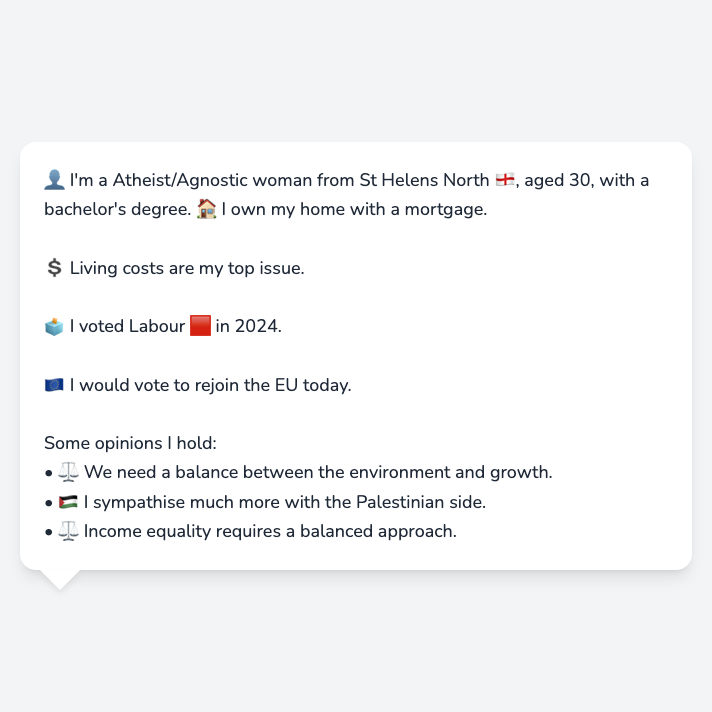 👤 I'm a Atheist/Agnostic woman from St Helens North 🏴󠁧󠁢󠁥󠁮󠁧󠁿, aged 30, with a
bachelor's degree. 🏠 I own my home with a mortgage.
💲 Living costs are my top issue.
🗳️ I voted Labour 🟥 in 2024.
🇪🇺 I would vote to rejoin the EU today.
Some opinions I hold:
• ⚖️ We need a balance between the environment and growth.
• 🇵🇸 I sympathise much more with the Palestinian side.
• ⚖️ Income equality requires a balanced approach.